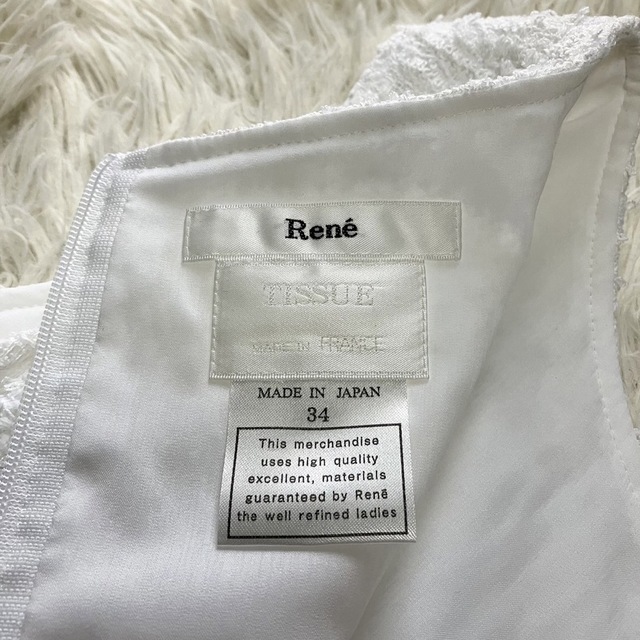 René
TISSUE
MADE IN FRANCE
MADE IN JAPAN
34
This merchandise
uses high quality
excellent, materials
guaranteed by René
the well refined ladies